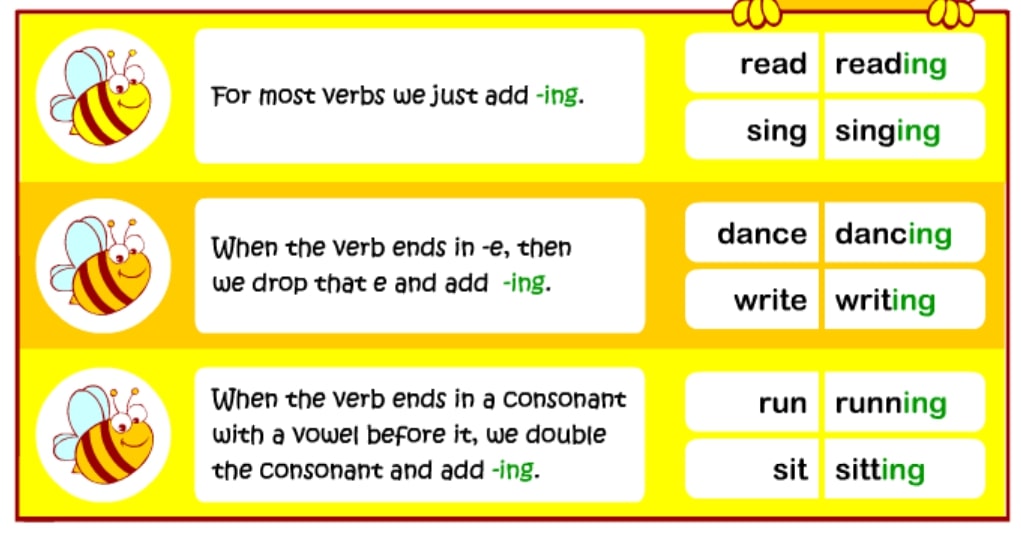 For most verbs we just add -ing.
read reading
sing singing
When the verb ends in -e, then
we drop that e and add -ing.
dance dancing
write writing
When the verb ends in a consonant
with a vowel before it, we double
the consonant and add -ing.
run running
sit sitting